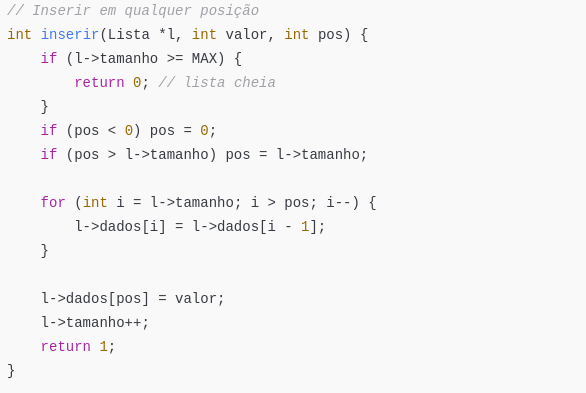 // Inserir em qualquer posição
int inserir(Lista *l, int valor, int pos) {
    if (l->tamanho >= MAX) {
        return 0; // lista cheia
    }
    if (pos < 0) pos = 0;
    if (pos > l->tamanho) pos = l->tamanho;

    for (int i = l->tamanho; i > pos; i--) {
        l->dados[i] = l->dados[i - 1];
    }

    l->dados[pos] = valor;
    l->tamanho++;
    return 1;
}